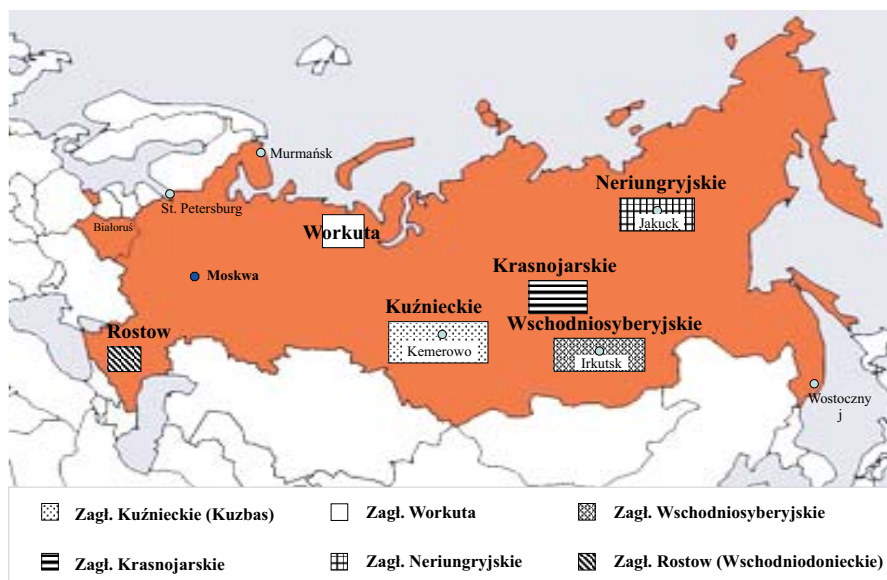 Murmańsk
Neriungryjskie
St. Petersburg
Jakuck
Białoruś
Workuta
Moskwa
Krasnojarskie
Kuźnieckie
Wschodniosyberyjskie
Rostow
Kemerowo
Irkutsk
Wostoczny
j
Zagł. Kuźnieckie (Kuzbas)
Zagł. Workuta
Zagł. Wschodniosyberyjskie
Zagł. Krasnojarskie
Zagł. Neriungryjskie
Zagł. Rostow (Wschodniodonieckie)